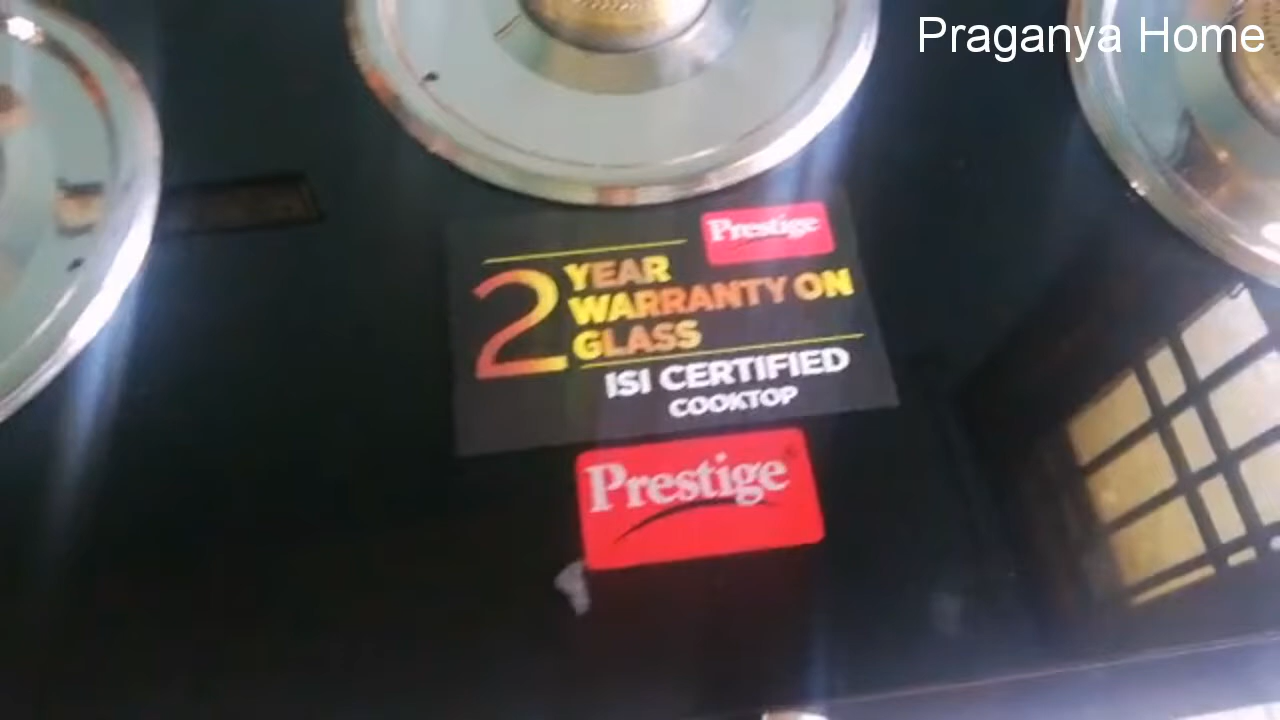 Praganya Home
Prestige
2 YEAR
WARRANTY ON
GLASS
ISI CERTIFIED
COOKTOP
Prestige